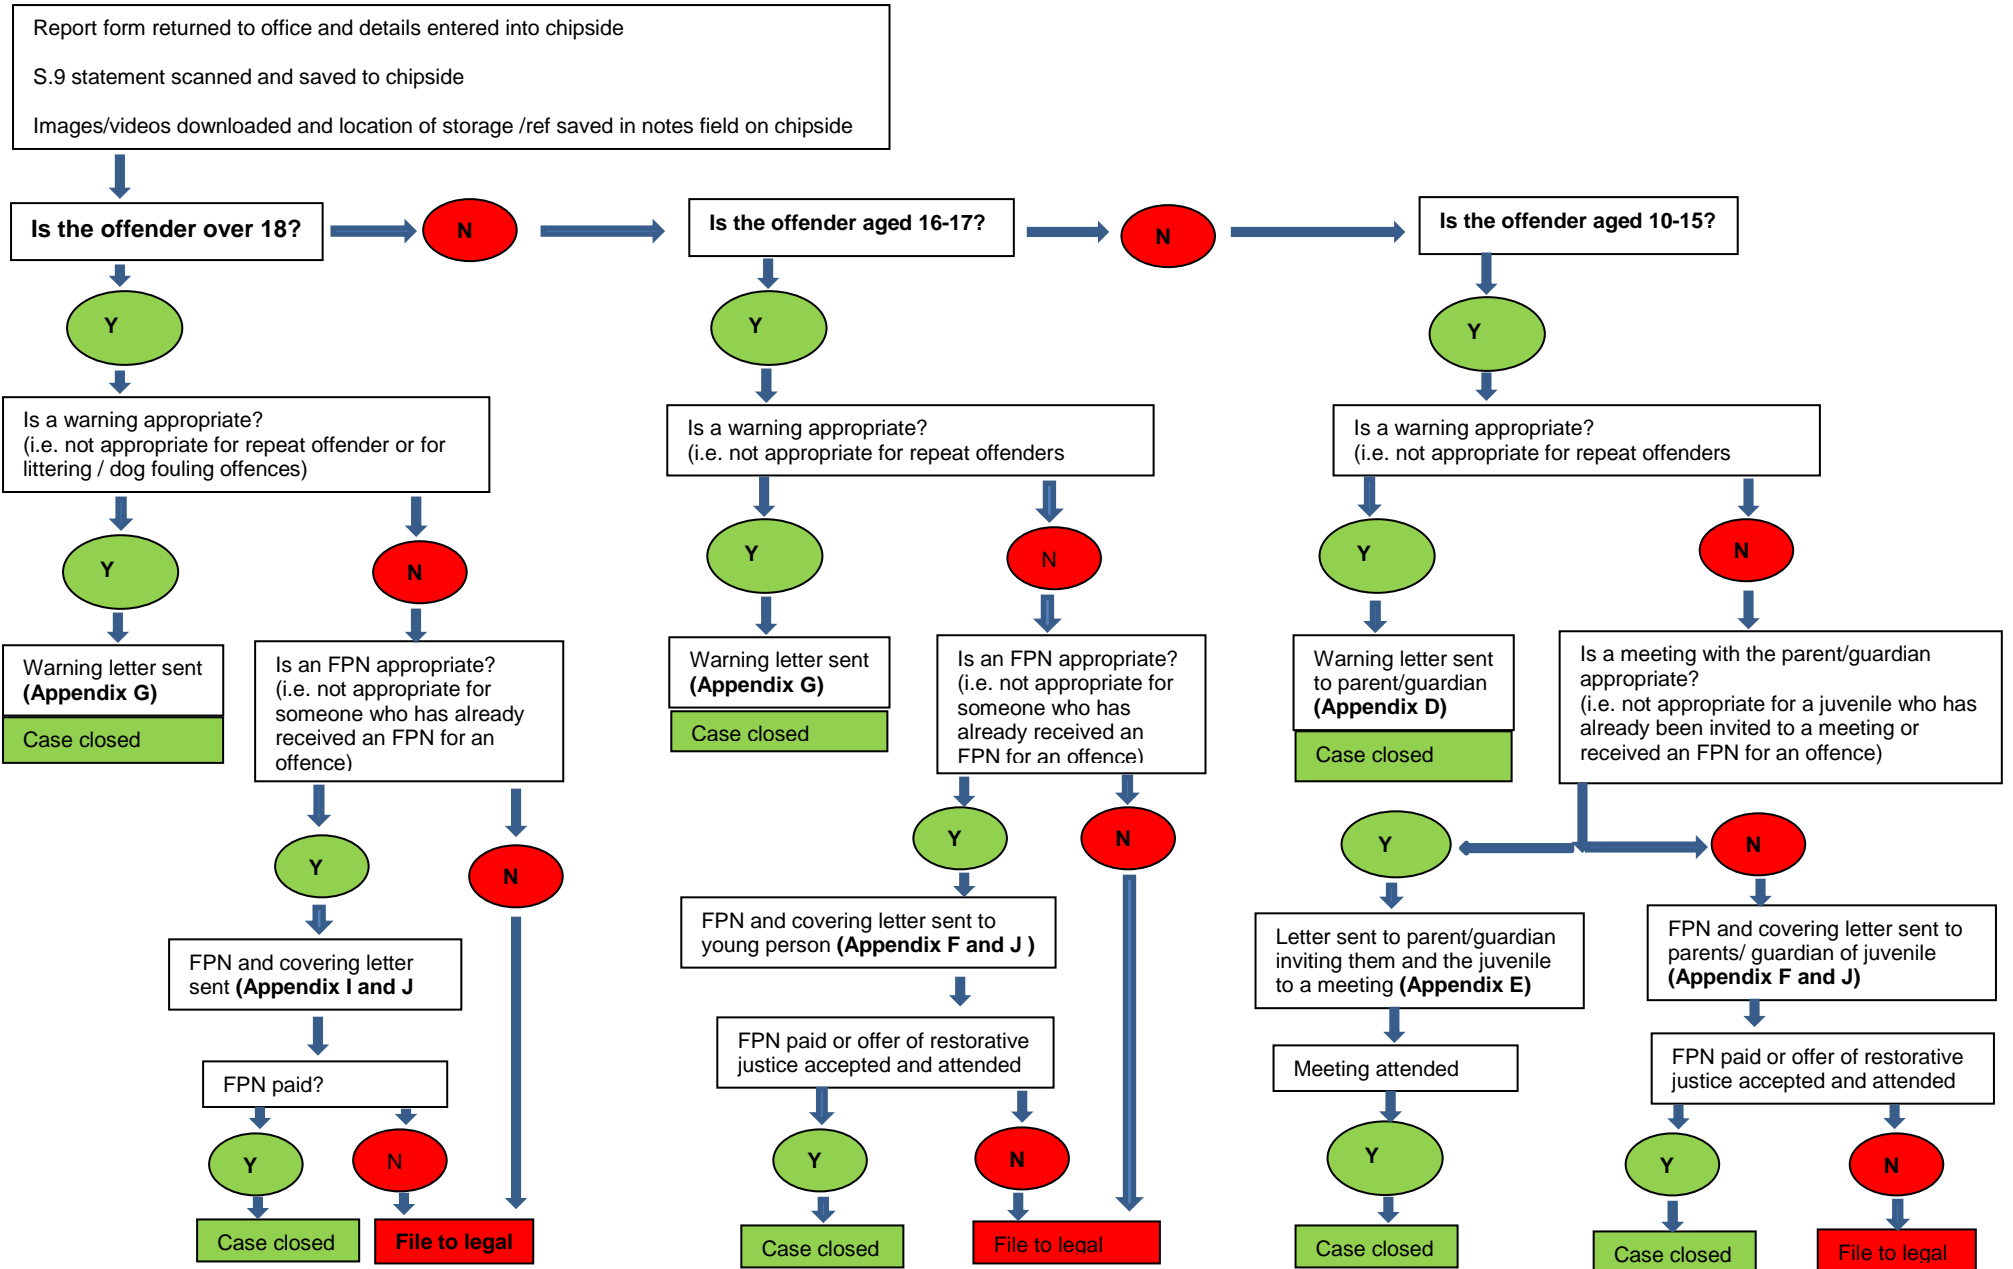 Report form returned to office and details entered into chipside
S.9 statement scanned and saved to chipside
Images/videos downloaded and location of storage /ref saved in notes field on chipside
Is the offender over 18?
N
Is the offender aged 16-17?
N
Is the offender aged 10-15?
Y
Y
Y
Is a warning appropriate?
(i.e. not appropriate for repeat offender or for
littering / dog fouling offences)
Is a warning appropriate?
(i.e. not appropriate for repeat offenders
Is a warning appropriate?
(i.e. not appropriate for repeat offenders
Y
N
Y
N
Y
N
Warning letter sent
(Appendix G)
Case closed
Is an FPN appropriate?
(i.e. not appropriate for
someone who has already
received an FPN for an
offence)
Warning letter sent
(Appendix G)
Case closed
Is an FPN appropriate?
(i.e. not appropriate for
someone who has
already received an
FPN for an offence)
Warning letter sent
to parent/guardian
(Appendix D)
Case closed
Is a meeting with the parent/guardian
appropriate?
(i.e. not appropriate for a juvenile who has
already been invited to a meeting or
received an FPN for an offence)
Y
N
Y
N
Y
N
FPN and covering letter
sent (Appendix I and J
FPN and covering letter sent to
young person (Appendix F and J )
Letter sent to parent/guardian
inviting them and the juvenile
to a meeting (Appendix E)
FPN and covering letter sent to
parents/ guardian of juvenile
(Appendix F and J)
FPN paid?
FPN paid or offer of restorative
justice accepted and attended
Meeting attended
FPN paid or offer of restorative
justice accepted and attended
Y
N
Y
N
Y
Y
N
Case closed
File to legal
Case closed
File to legal
Case closed
Case closed
File to legal